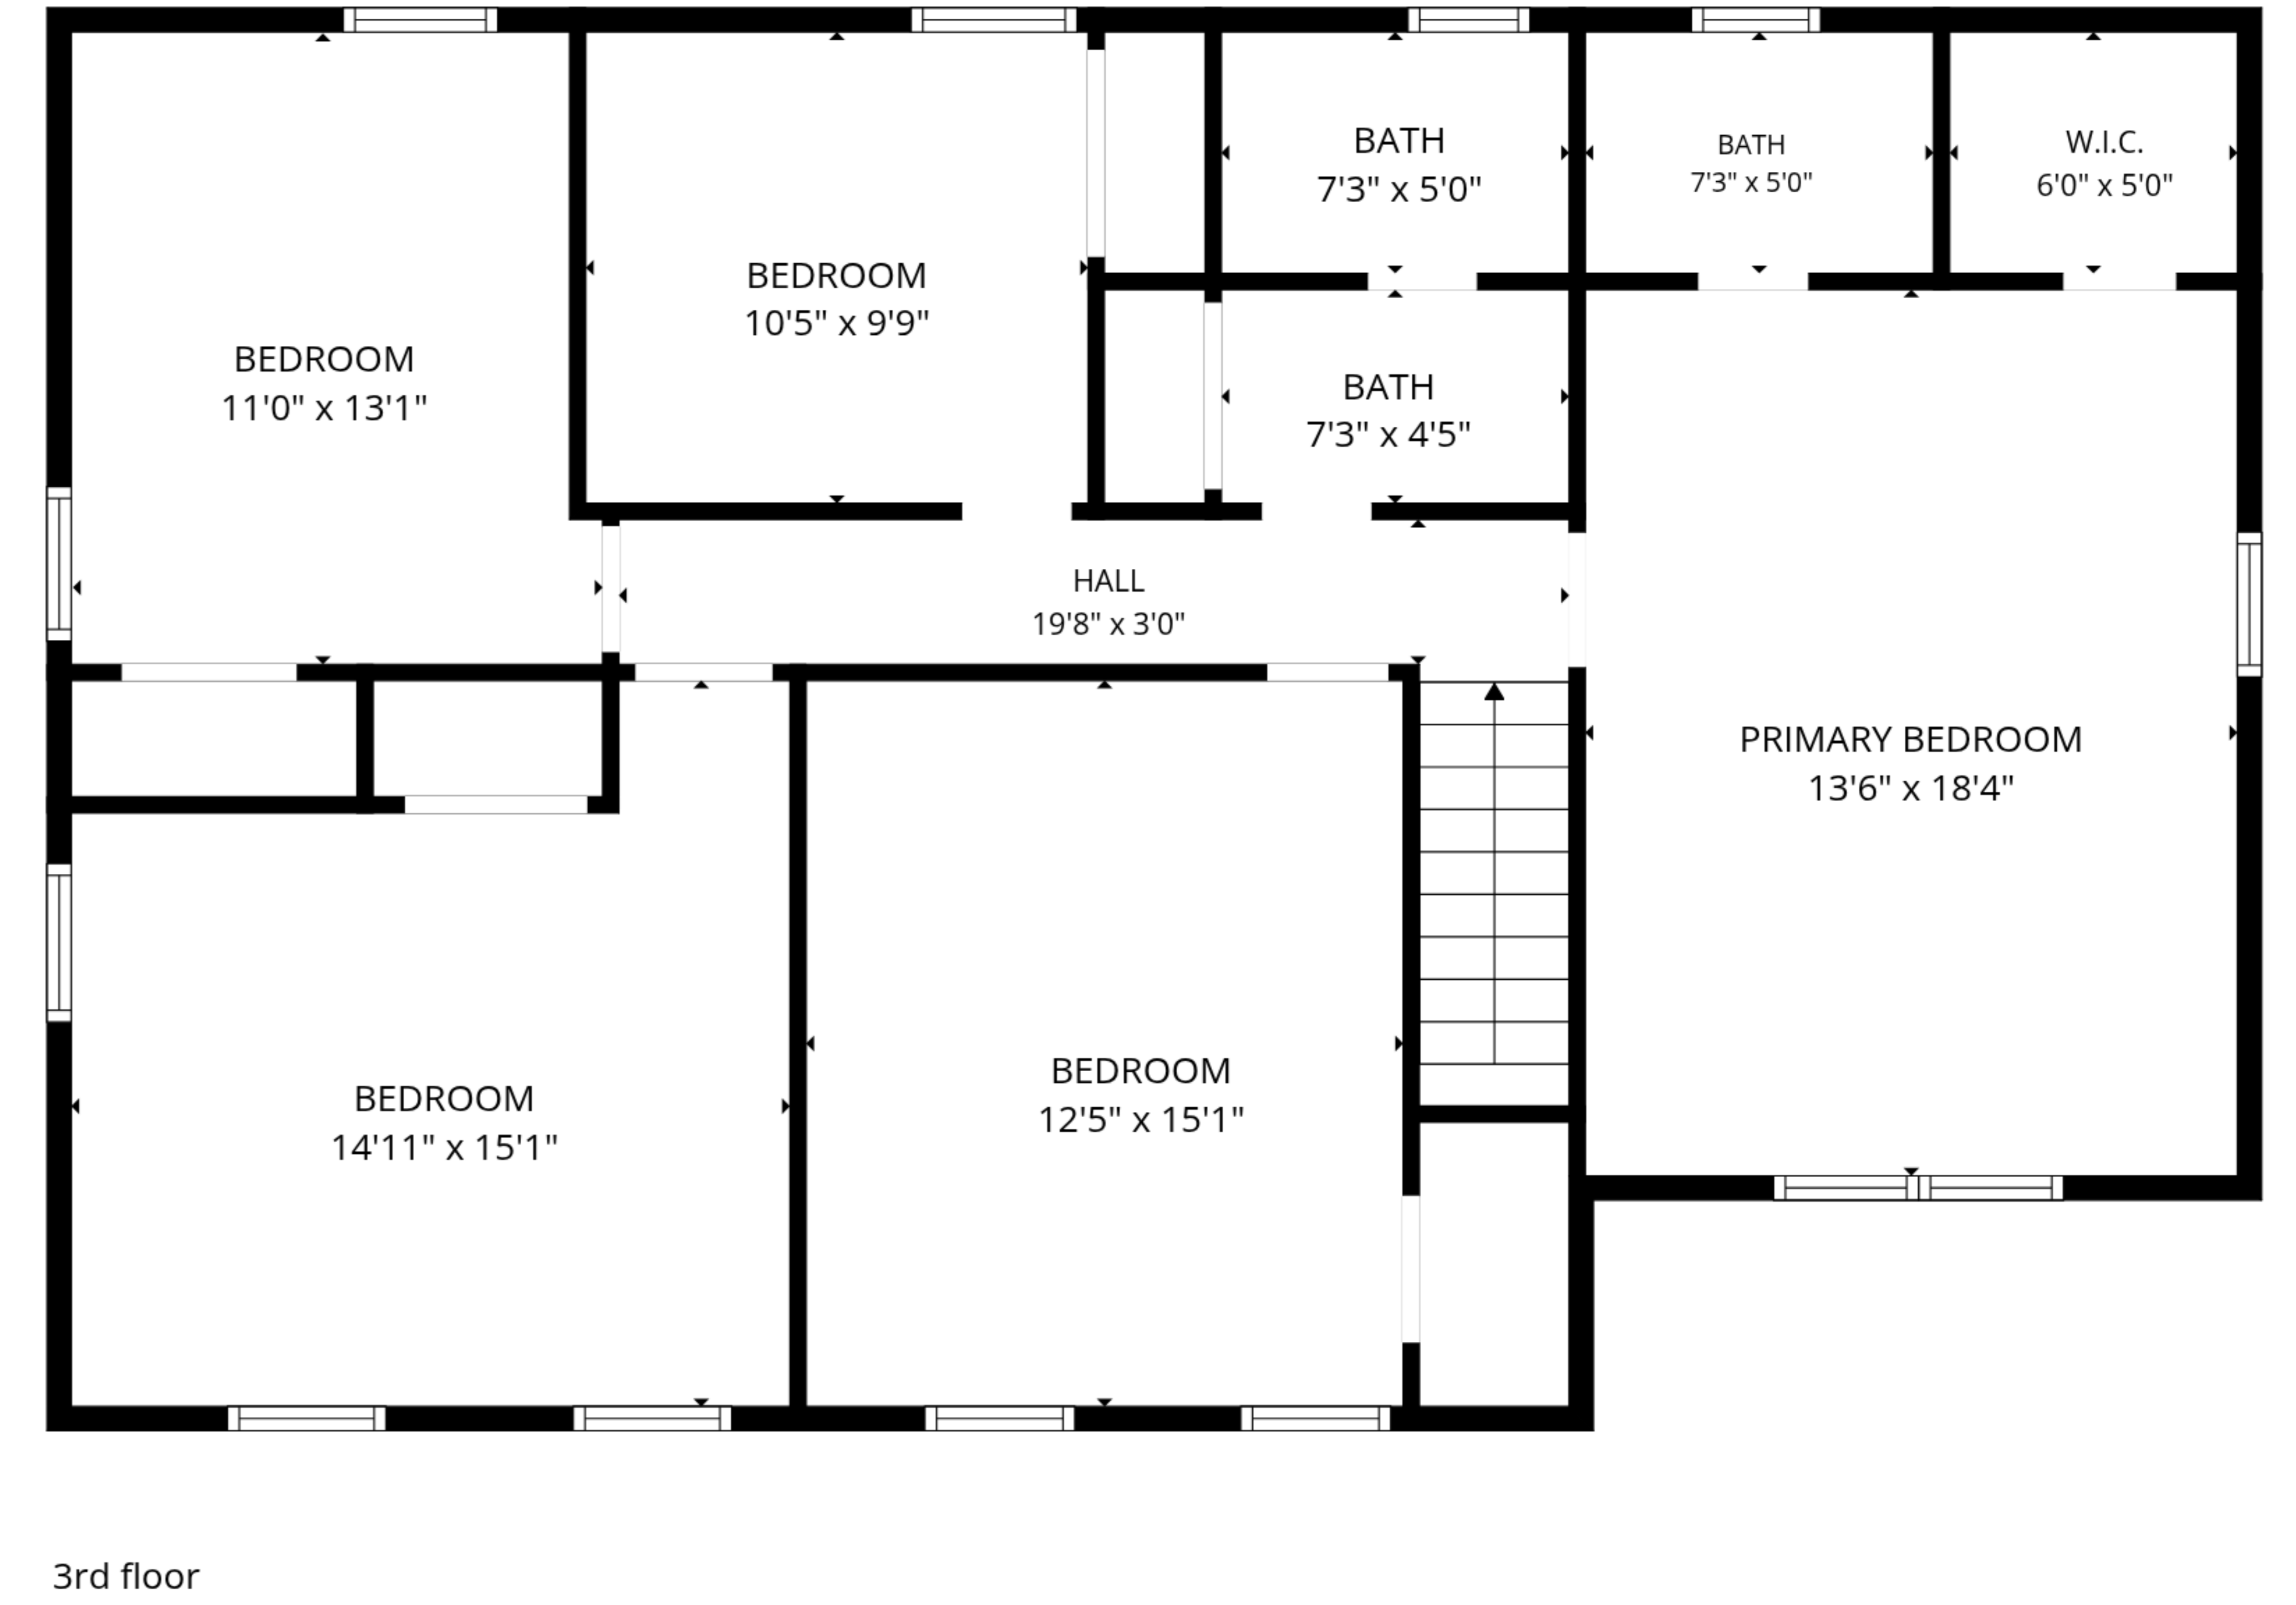 BATH
7'3" x 5'0"
BATH
7'3" x 5'0"
W.I.C.
6'0" x 5'0"
BEDROOM
10'5" x 9'9"
BEDROOM
11'0" x 13'1"
BATH
7'3" x 4'5"
HALL
19'8" x 3'0"
PRIMARY BEDROOM
13'6" x 18'4"
BEDROOM
12'5" x 15'1"
BEDROOM
14'11" x 15'1"
3rd floor